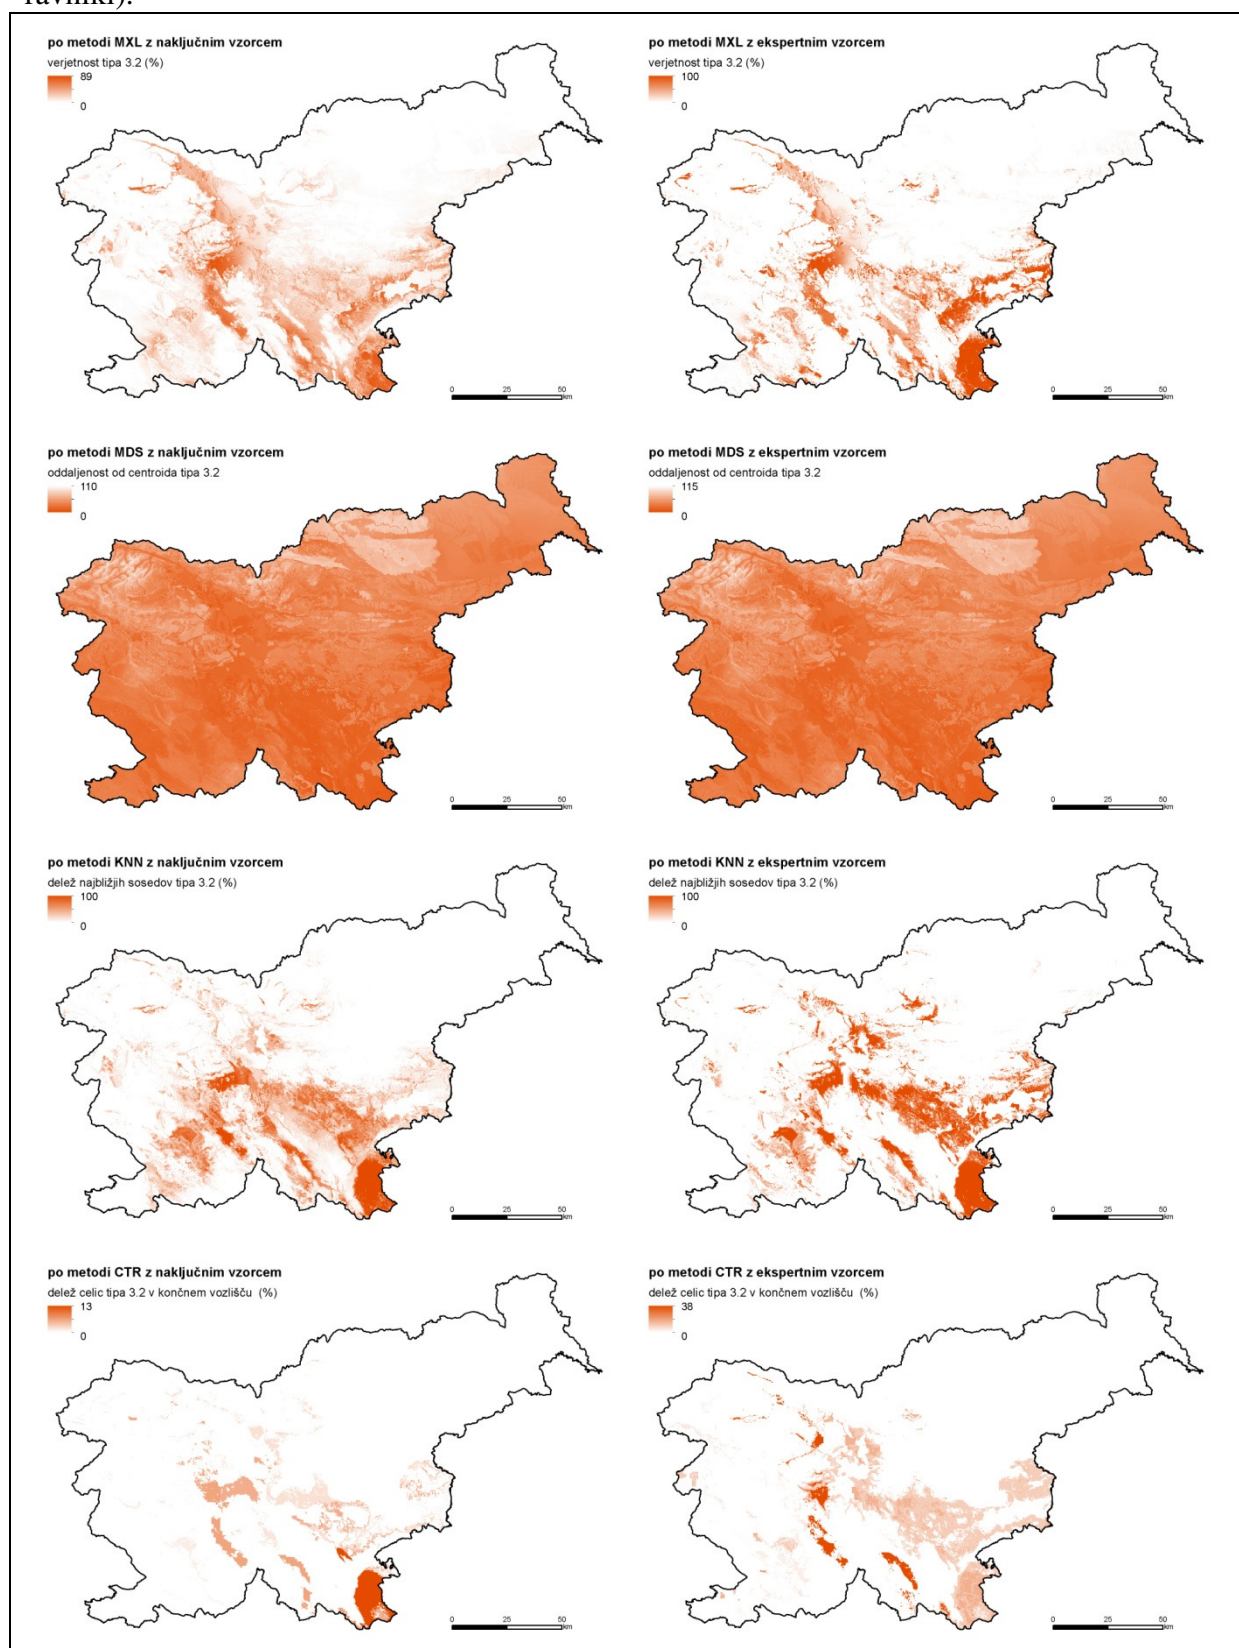 ravniki).
po metodi MXL z naključnim vzorcem
verjetnost tipa 3.2 (%)
89
0
0 25 50
km
po metodi MXL z ekspertnim vzorcem
verjetnost tipa 3.2 (%)
100
0
0 25 50
km
po metodi MDS z naključnim vzorcem
oddaljenost od centroida tipa 3.2
110
0
0 25 50
km
po metodi MDS z ekspertnim vzorcem
oddaljenost od centroida tipa 3.2
115
0
0 25 50
km
po metodi KNN z naključnim vzorcem
delež najbližjih sosedov tipa 3.2 (%)
100
0
0 25 50
km
po metodi KNN z ekspertnim vzorcem
delež najbližjih sosedov tipa 3.2 (%)
100
0
0 25 50
km
po metodi CTR z naključnim vzorcem
delež celic tipa 3.2 v končnem vozlišču (%)
13
0
0 25 50
km
po metodi CTR z ekspertnim vzorcem
delež celic tipa 3.2 v končnem vozlišču (%)
38
0
0 25 50
km